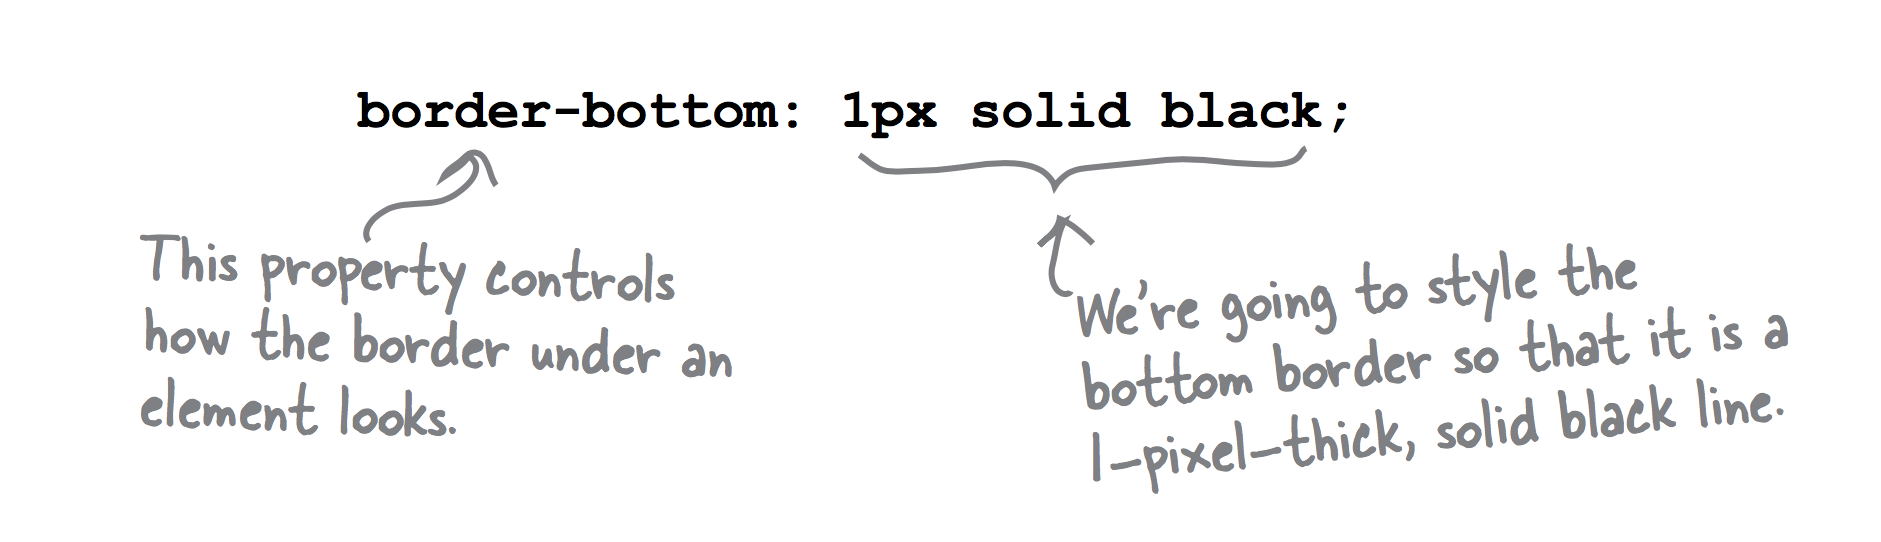 border-bottom: 1px solid black;
This property controls
how the border under an
element looks.
We're going to style the
bottom border so that it is a
1-pixel-thick, solid black line.